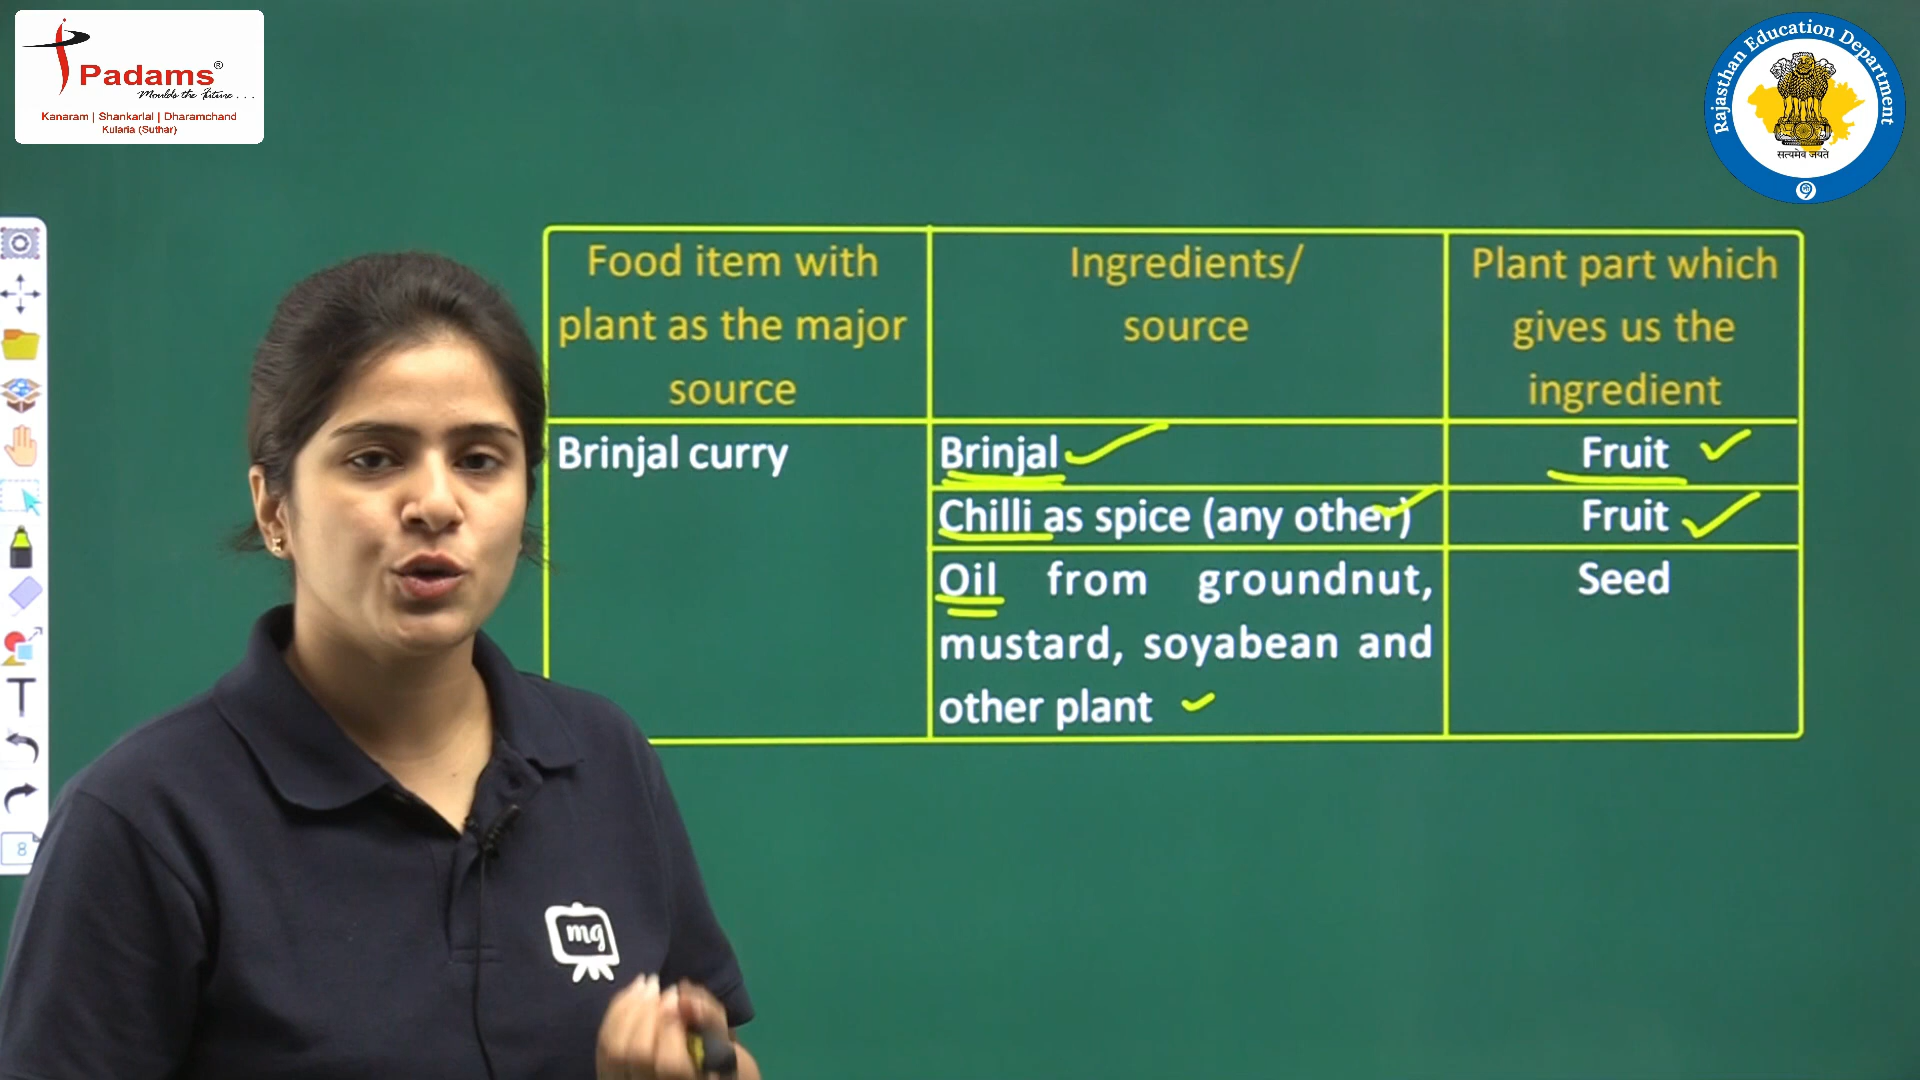 Padams®
Moulds the Future . . .
Kanaram | Shankarlal | Dharamchand
Kularia (Suthar)
Rajasthan Education Department
सत्यमेव जयते
Food item with
plant as the major
source
Ingredients/
source
Plant part which
gives us the
ingredient
Brinjal curry
Brinjal
Fruit
Chilli as spice (any other)
Fruit
Oil from groundnut,
mustard, soyabean and
other plant
Seed
T
8
mg